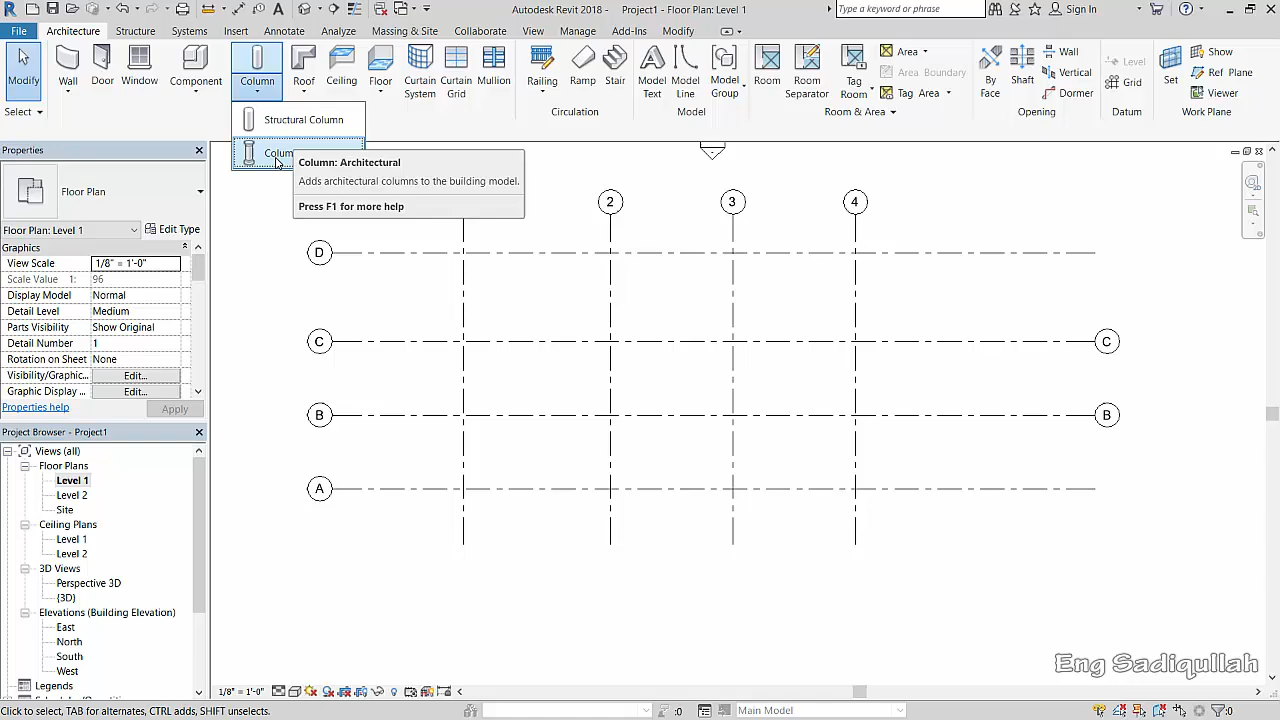 Autodesk Revit 2018 - Project1 - Floor Plan: Level 1
Type a keyword or phrase
Sign In
File Architecture Structure Systems Insert Annotate Analyze Massing & Site Collaborate View Manage Add-Ins Modify
Modify
Wall
Door
Window
Component
Column
Roof
Ceiling
Floor
Curtain System
Curtain Grid
Mullion
Railing
Ramp
Stair
Model Text
Model Line
Model Group
Room
Room Separator
Tag Room
Area
Area Boundary
Tag Area
By Face
Shaft
Wall
Vertical
Dormer
Level
Grid
Set
Show
Ref Plane
Viewer
Select
Circulation
Model
Room & Area
Opening
Datum
Work Plane
Structural Column
Colum
Column: Architectural
Adds architectural columns to the building model.
Press F1 for more help
Properties
Floor Plan
Floor Plan: Level 1
Edit Type
Graphics
View Scale 1/8" = 1'-0"
Scale Value 1: 96
Display Model Normal
Detail Level Medium
Parts Visibility Show Original
Detail Number 1
Rotation on Sheet None
Visibility/Graphic... Edit...
Graphic Display ... Edit...
Properties help
Apply
Project Browser - Project1
Views (all)
Floor Plans
Level 1
Level 2
Site
Ceiling Plans
Level 1
Level 2
3D Views
Perspective 3D
{3D}
Elevations (Building Elevation)
East
North
South
West
Legends
2 3 4
D
C C
B B
A
Eng Sadiqullah
1/8" = 1'-0"
Click to select, TAB for alternates, CTRL adds, SHIFT unselects.
:0
Main Model
:0